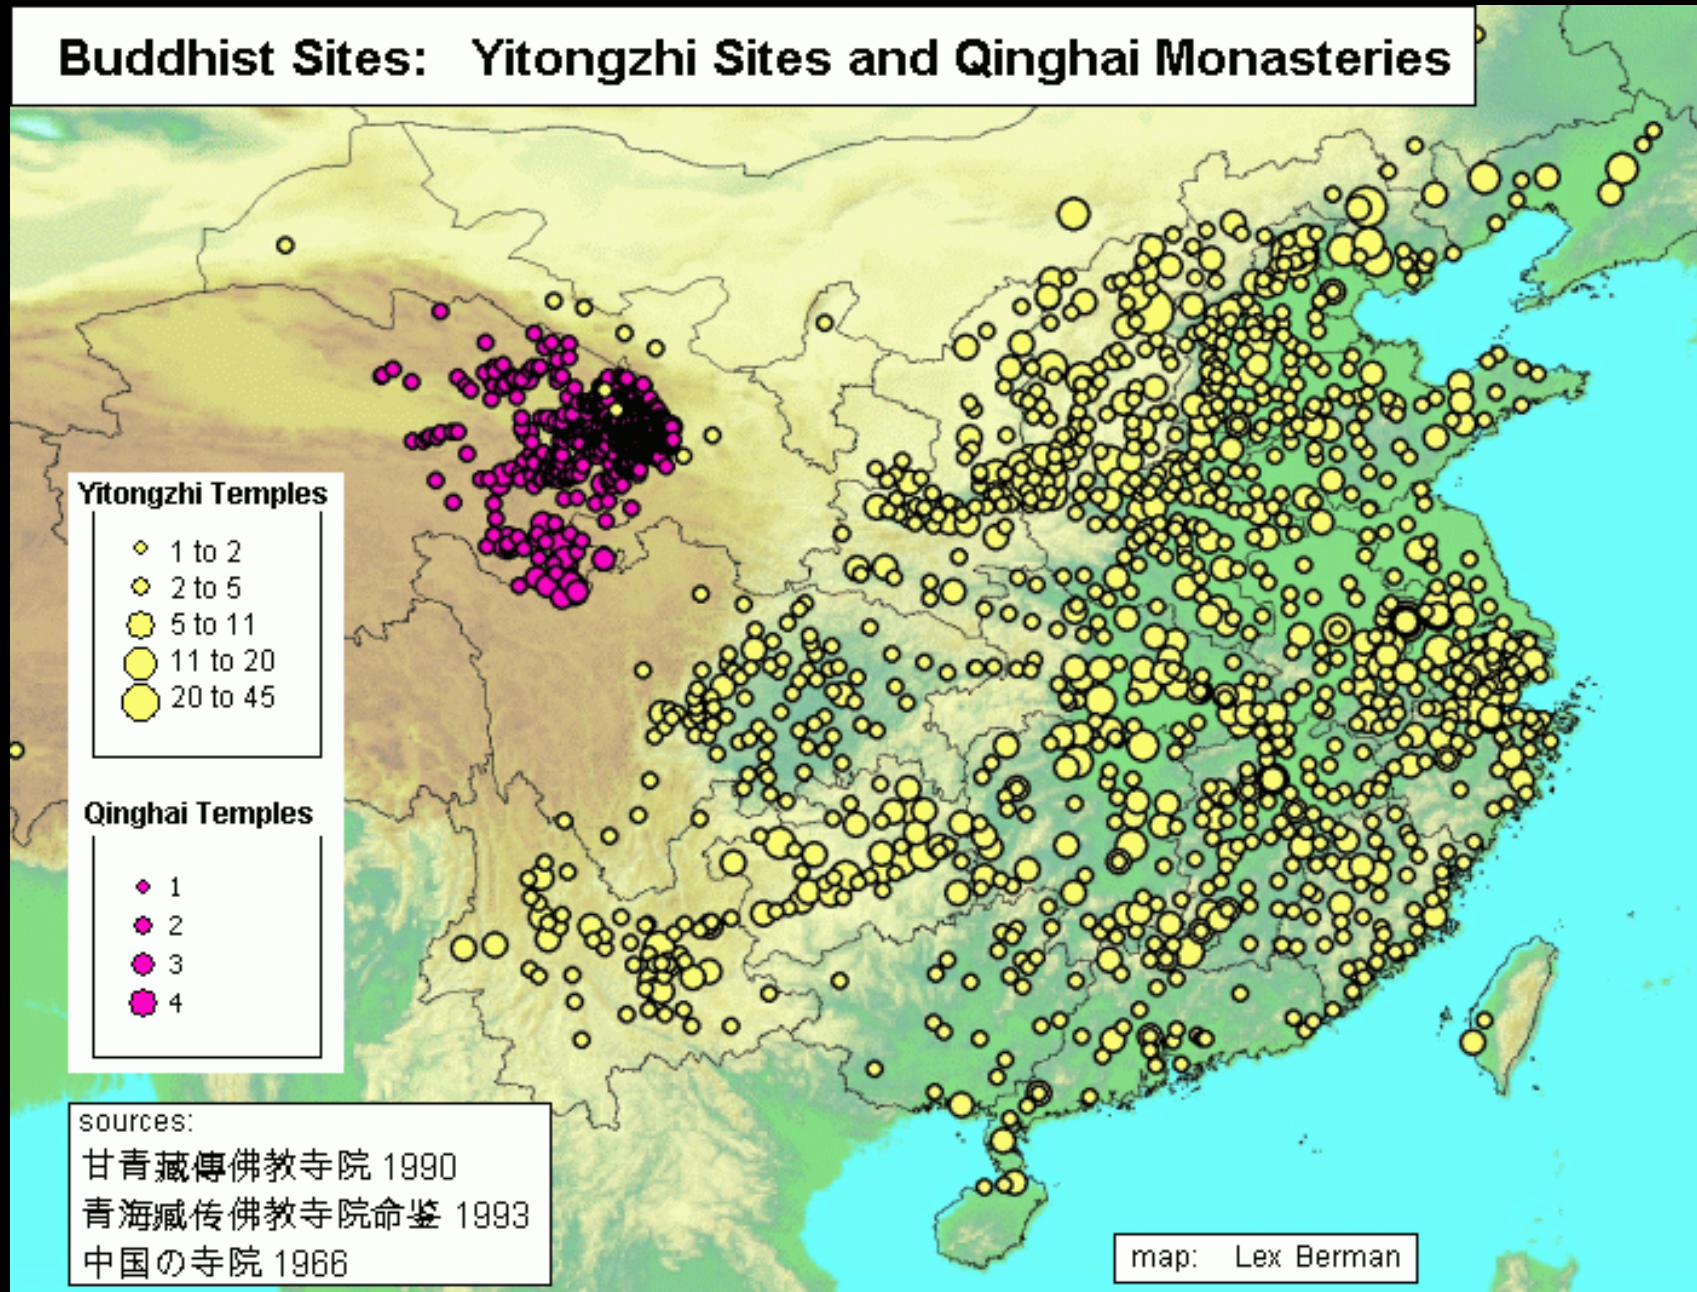 Buddhist Sites: Yitongzhi Sites and Qinghai Monasteries
Yitongzhi Temples
1 to 2
2 to 5
5 to 11
11 to 20
20 to 45
Qinghai Temples
1
2
3
4
sources:
甘青藏傳佛教寺院 1990
青海臧传佛教寺院命鉴 1993
中国の寺院 1966
map: Lex Berman